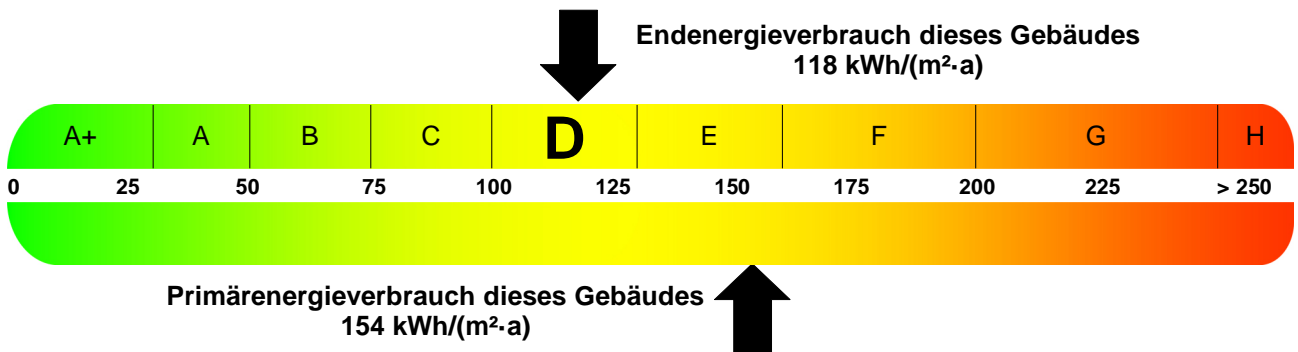 Endenergieverbrauch dieses Gebäudes
118 kWh/(m²·a)
A+ A B C D E F G H
0 25 50 75 100 125 150 175 200 225 > 250
Primärenergieverbrauch dieses Gebäudes
154 kWh/(m²·a)